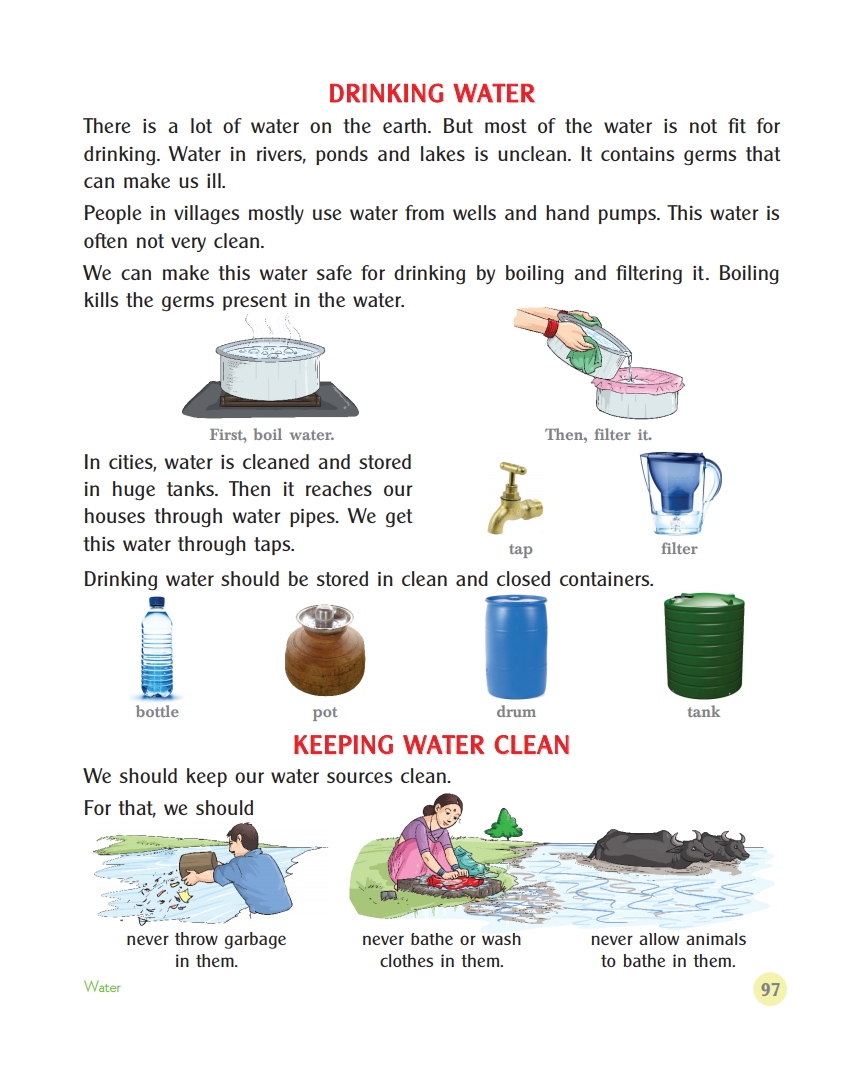 DRINKING WATER
There is a lot of water on the earth. But most of the water is not fit for
drinking. Water in rivers, ponds and lakes is unclean. It contains germs that
can make us ill.
People in villages mostly use water from wells and hand pumps. This water is
often not very clean.
We can make this water safe for drinking by boiling and filtering it. Boiling
kills the germs present in the water.
First, boil water.
Then, filter it.
In cities, water is cleaned and stored
in huge tanks. Then it reaches our
houses through water pipes. We get
this water through taps.
tap
filter
Drinking water should be stored in clean and closed containers.
bottle
pot
drum
tank
KEEPING WATER CLEAN
We should keep our water sources clean.
For that, we should
never throw garbage
in them.
never bathe or wash
clothes in them.
never allow animals
to bathe in them.
Water
97